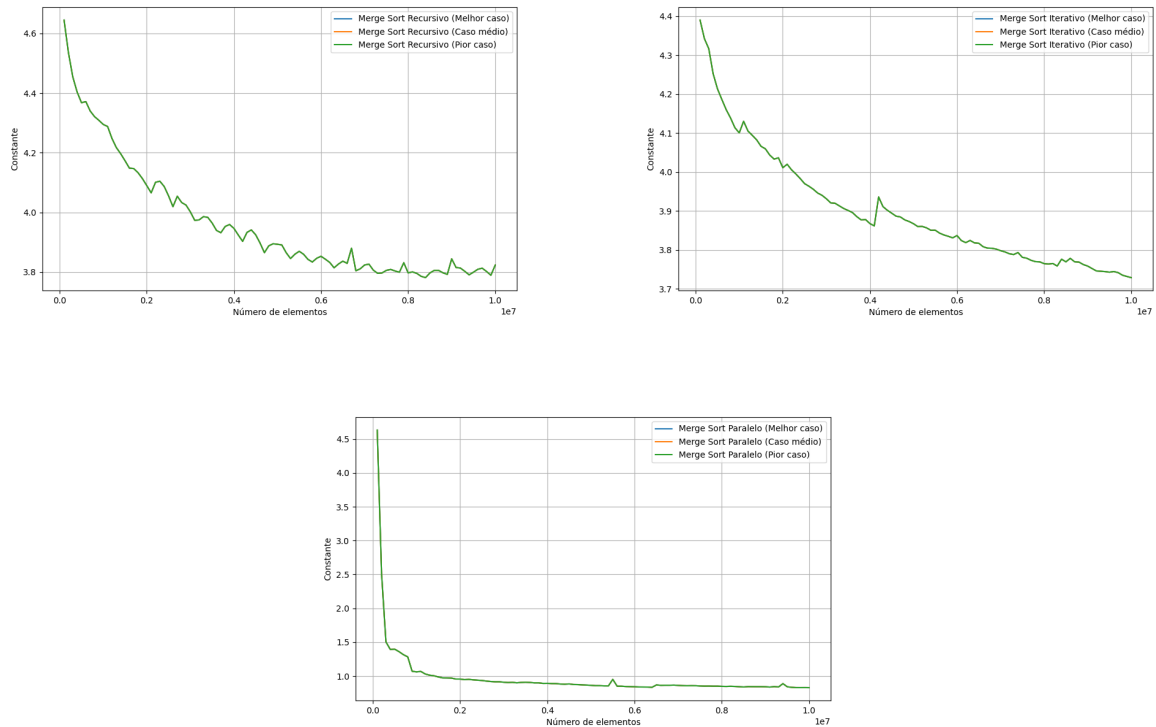 Merge Sort Recursivo (Melhor caso)
Merge Sort Recursivo (Caso médio)
Merge Sort Recursivo (Pior caso)
4.6
4.4
4.2
4.0
3.8
Constante
0.0 0.2 0.4 0.6 0.8 1.0
1e7
Número de elementos
Merge Sort Iterativo (Melhor caso)
Merge Sort Iterativo (Caso médio)
Merge Sort Iterativo (Pior caso)
4.4
4.3
4.2
4.1
4.0
3.9
3.8
3.7
Constante
0.0 0.2 0.4 0.6 0.8 1.0
1e7
Número de elementos
Merge Sort Paralelo (Melhor caso)
Merge Sort Paralelo (Caso médio)
Merge Sort Paralelo (Pior caso)
4.5
4.0
3.5
3.0
2.5
2.0
1.5
1.0
Constante
0.0 0.2 0.4 0.6 0.8 1.0
1e7
Número de elementos